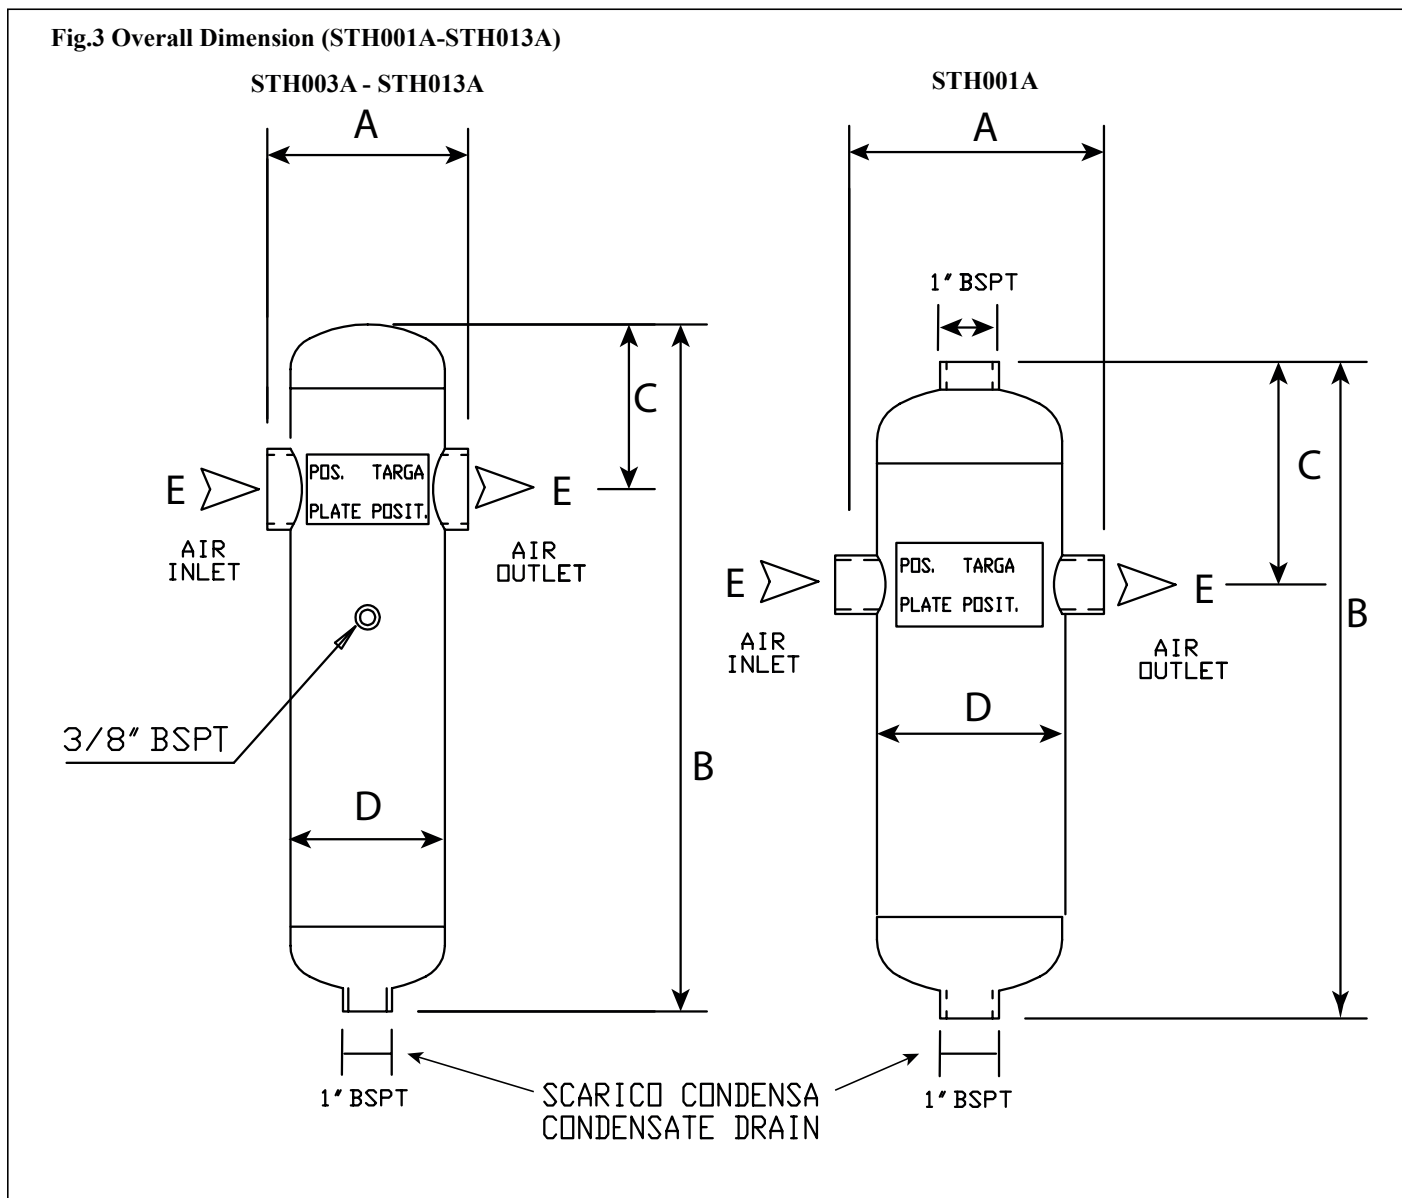 Fig.3 Overall Dimension (STH001A-STH013A)
STH003A - STH013A
A
C
POS. TARGA
PLATE POSIT.
E
E
AIR
INLET
AIR
OUTLET
3/8" BSPT
B
D
1" BSPT
STH001A
A
1" BSPT
C
POS. TARGA
PLATE POSIT.
E
E
B
AIR
INLET
AIR
OUTLET
D
1" BSPT
SCARICO CONDENSA
CONDENSATE DRAIN